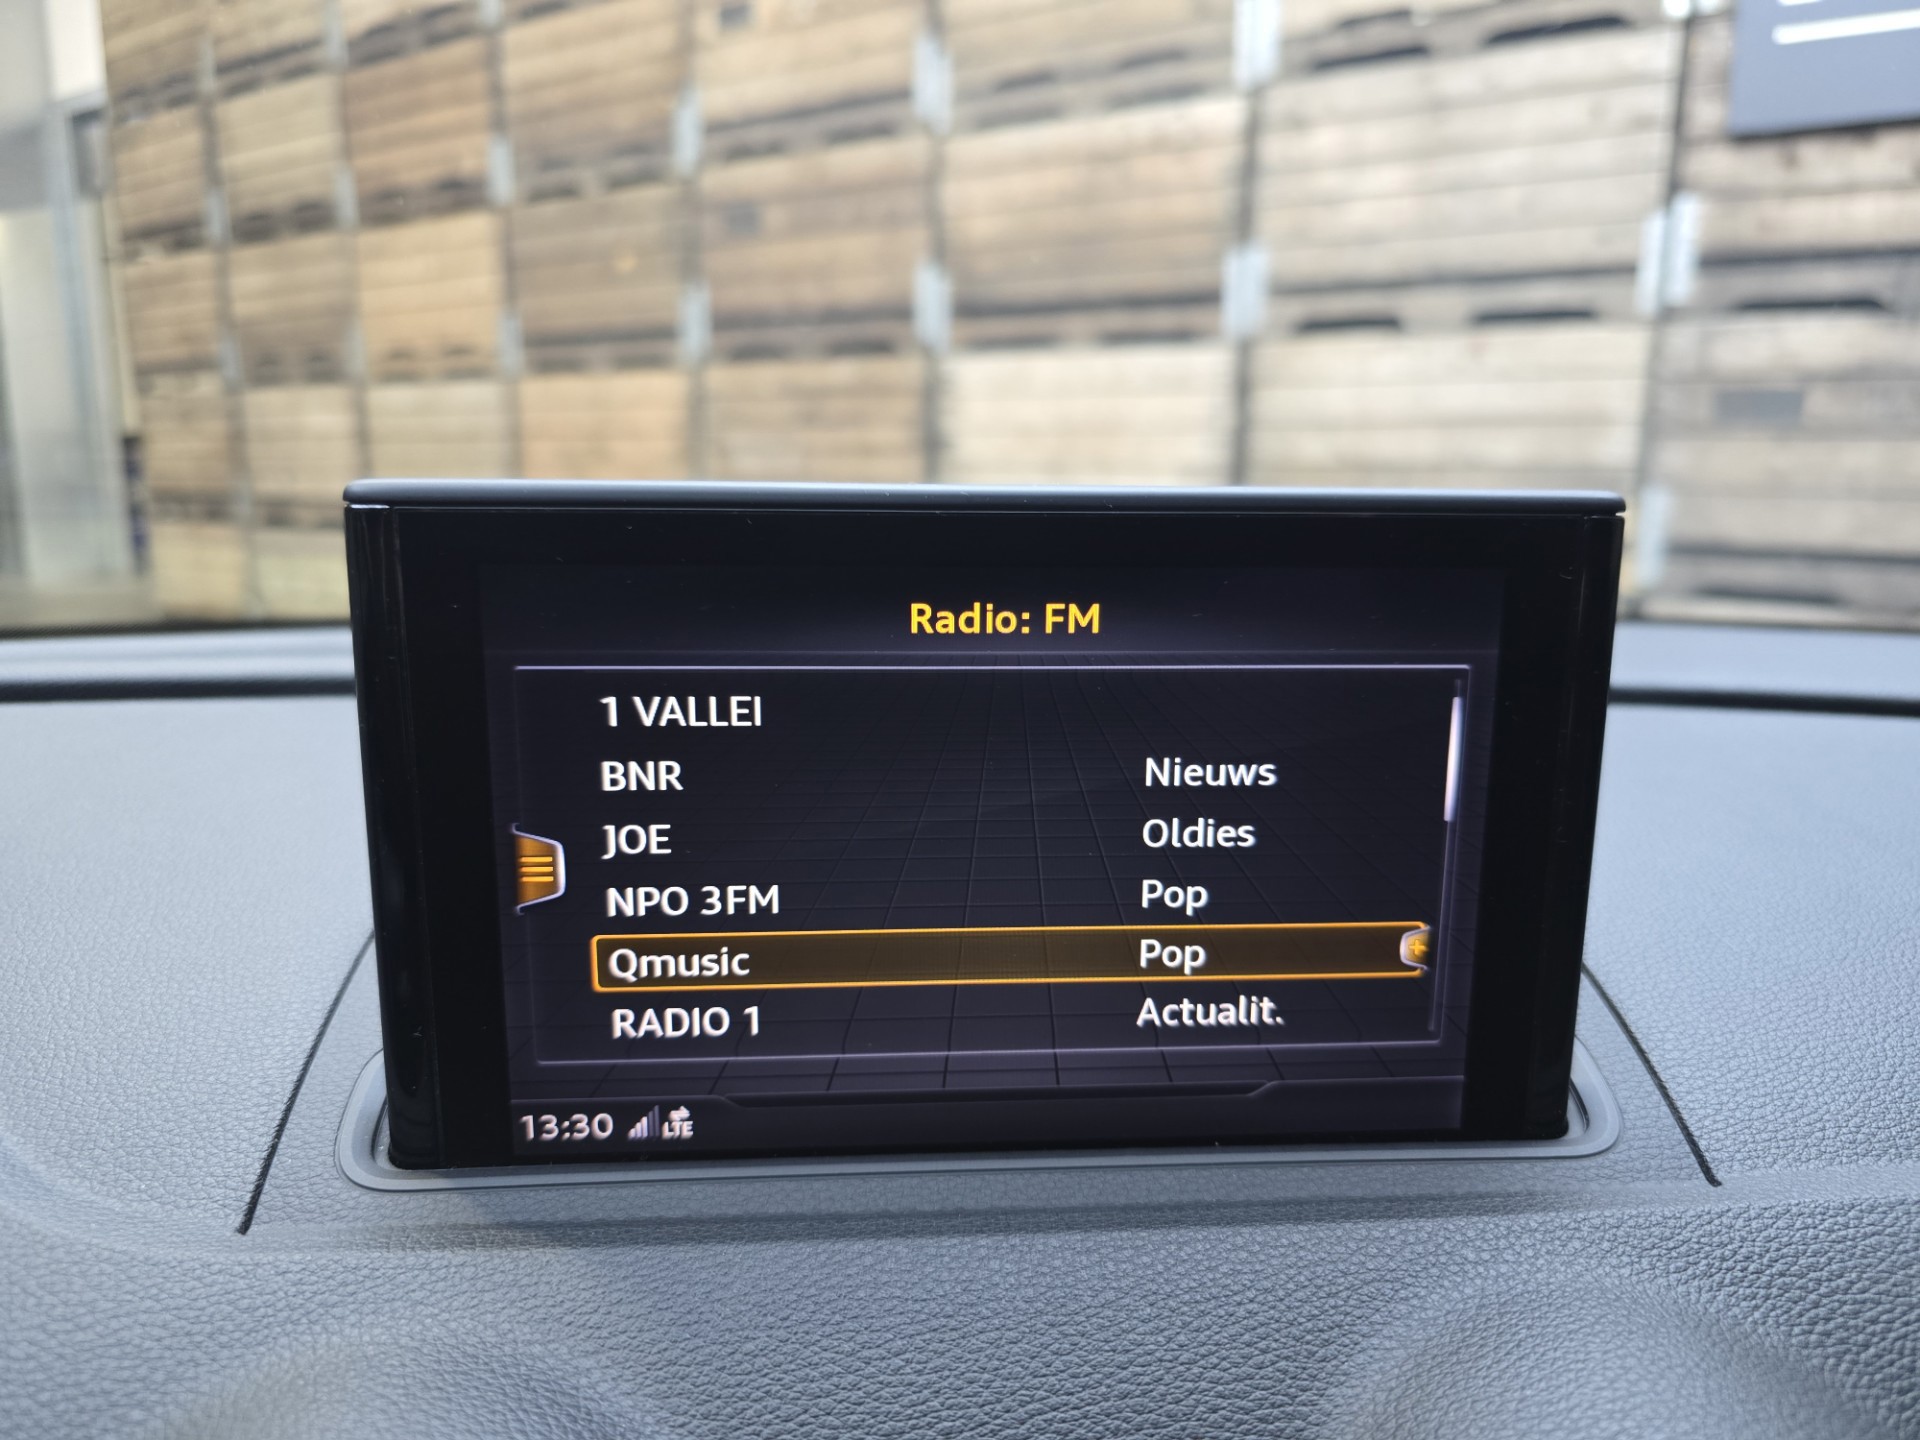 Radio: FM
1 VALLEI
BNR Nieuws
JOE Oldies
NPO 3FM Pop
Qmusic Pop
RADIO 1 Actualit.
13:30 LTE